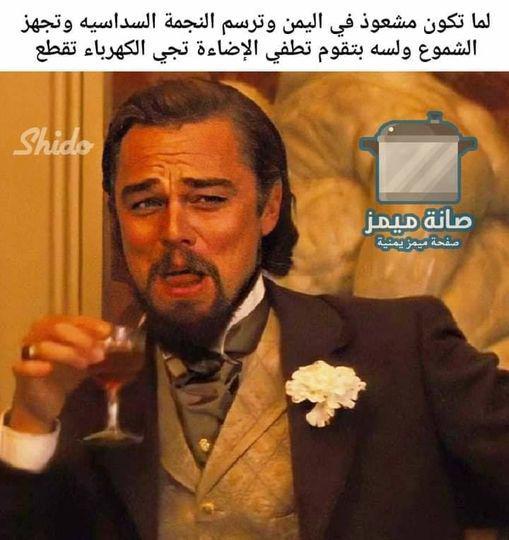 لما تكون مشعوذ في اليمن وترسم النجمة السداسيه وتجهز
الشموع ولسه بتقوم تطفي الإضاءة تجي الكهرباء تقطع
Shido
صانة ميمز
صفحة ميمز يمنية